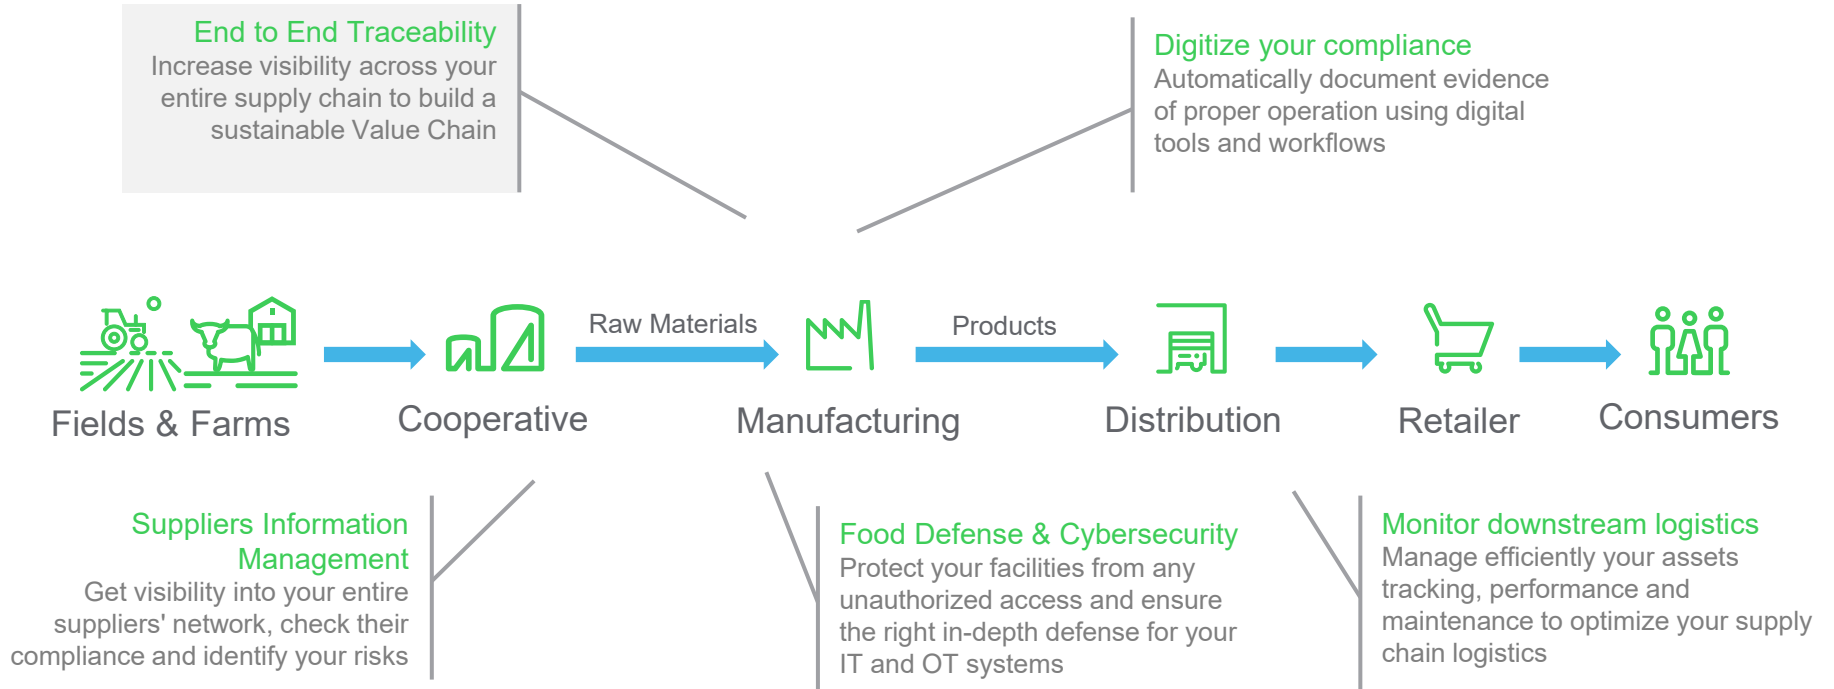 End to End Traceability
Increase visibility across your
entire supply chain to build a
sustainable Value Chain
Digitize your compliance
Automatically document evidence
of proper operation using digital
tools and workflows
Raw Materials
Products
Fields & Farms
Cooperative
Manufacturing
Distribution
Retailer
Consumers
Suppliers Information
Management
Get visibility into your entire
suppliers' network, check their
compliance and identify your risks
Food Defense & Cybersecurity
Protect your facilities from any
unauthorized access and ensure
the right in-depth defense for your
IT and OT systems
Monitor downstream logistics
Manage efficiently your assets
tracking, performance and
maintenance to optimize your supply
chain logistics